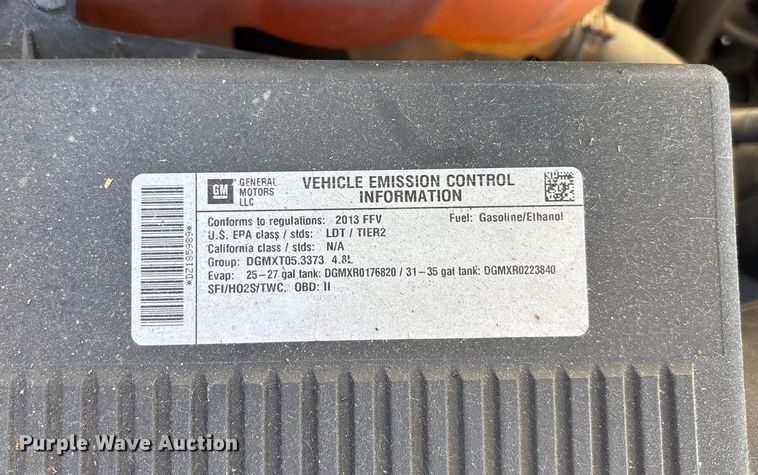 GM GENERAL MOTORS LLC
VEHICLE EMISSION CONTROL
INFORMATION
Conforms to regulations: 2013 FFV Fuel: Gasoline/Ethanol
U.S. EPA class / stds: LDT / TIER2
California class / stds: N/A
Group: DGMXT05.3373 4.8L
Evap: 25-27 gal tank: DGMXR0176820 / 31-35 gal tank: DGMXR0223840
SFI/HO2S/TWC, OBD: II
*DZ185989*
Purple Wave Auction